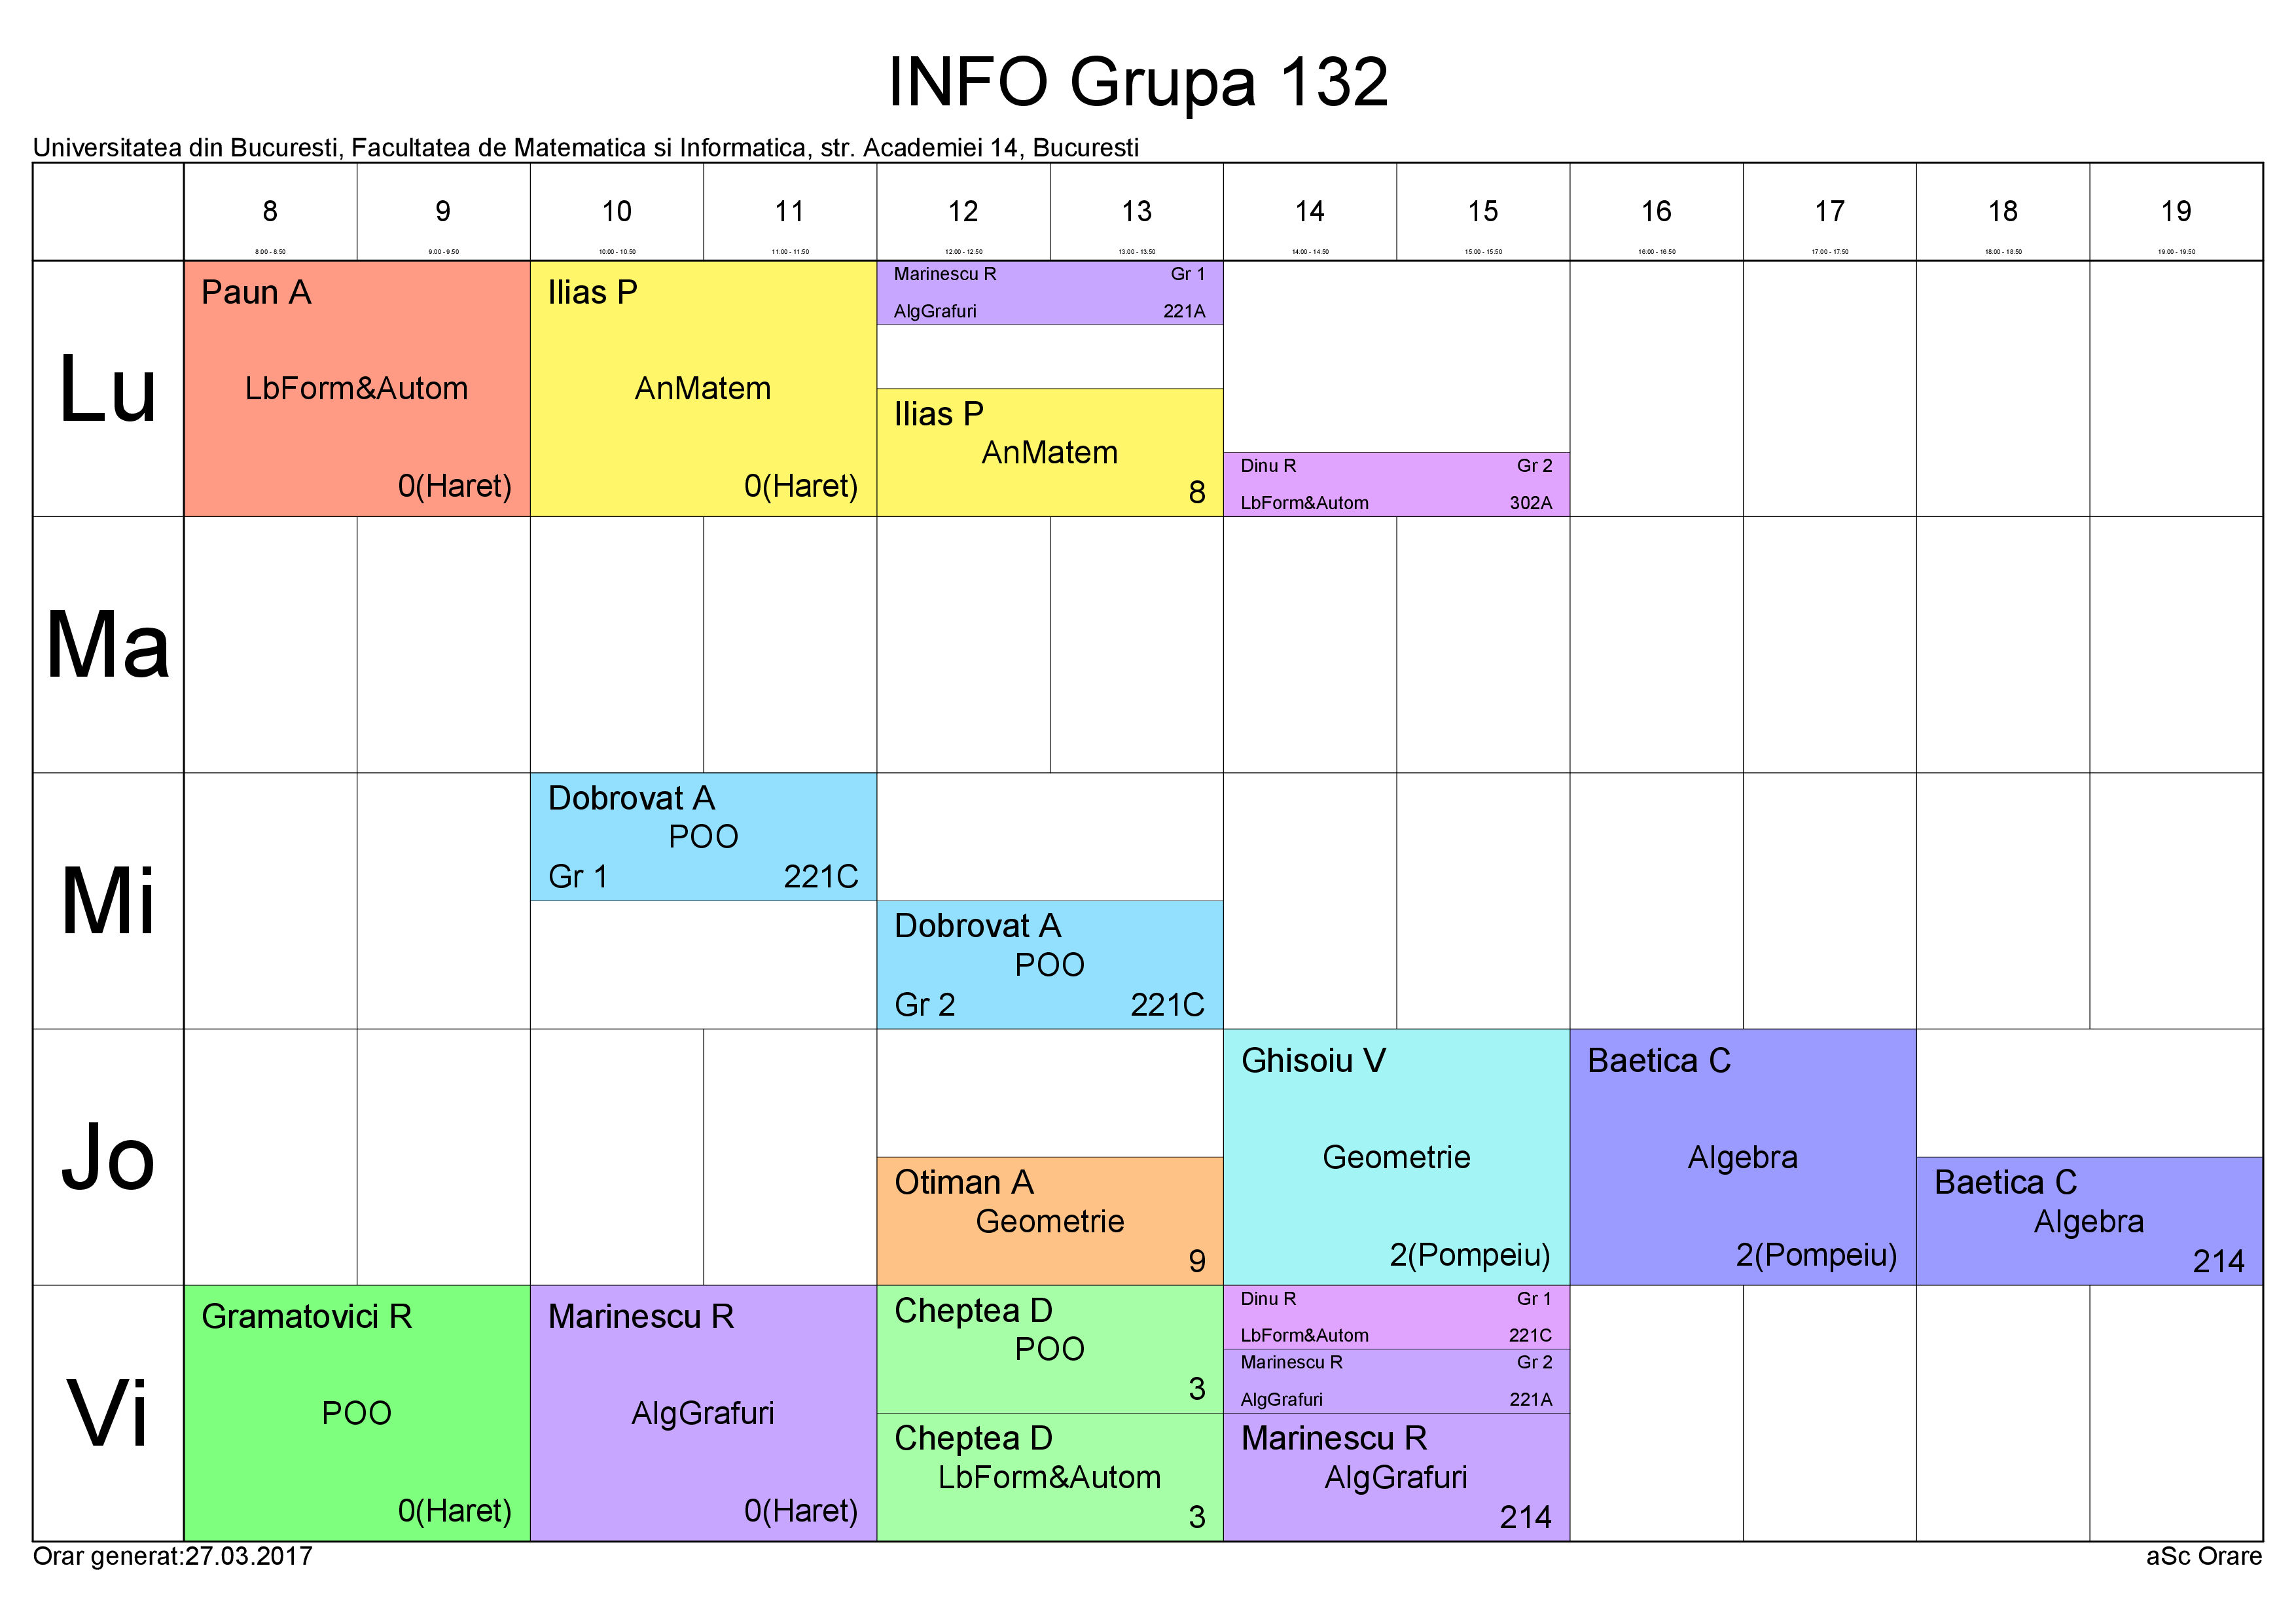 INFO Grupa 132
Universitatea din Bucuresti, Facultatea de Matematica si Informatica, str. Academiei 14, Bucuresti
8 9 10 11 12 13 14 15 16 17 18 19
8:00 - 8:50 9:00 - 9:50 10:00 - 10:50 11:00 - 11:50 12:00 - 12:50 13:00 - 13:50 14:00 - 14:50 15:00 - 15:50 16:00 - 16:50 17:00 - 17:50 18:00 - 18:50 19:00 - 19:50
Lu
Paun A
LbForm&Autom
0(Haret)
Ilias P
AnMatem
0(Haret)
Marinescu R Gr 1
AlgGrafuri 221A
Ilias P
AnMatem
8
Dinu R Gr 2
LbForm&Autom 302A
Ma
Mi
Dobrovat A
POO
Gr 1 221C
Dobrovat A
POO
Gr 2 221C
Jo
Otiman A
Geometrie
9
Ghisoiu V
Geometrie
2(Pompeiu)
Baetica C
Algebra
2(Pompeiu)
Baetica C
Algebra
214
Vi
Gramatovici R
POO
0(Haret)
Marinescu R
AlgGrafuri
0(Haret)
Cheptea D
POO
3
Cheptea D
LbForm&Autom
3
Dinu R Gr 1
LbForm&Autom 221C
Marinescu R Gr 2
AlgGrafuri 221A
Marinescu R
AlgGrafuri
214
Orar generat:27.03.2017
aSc Orare